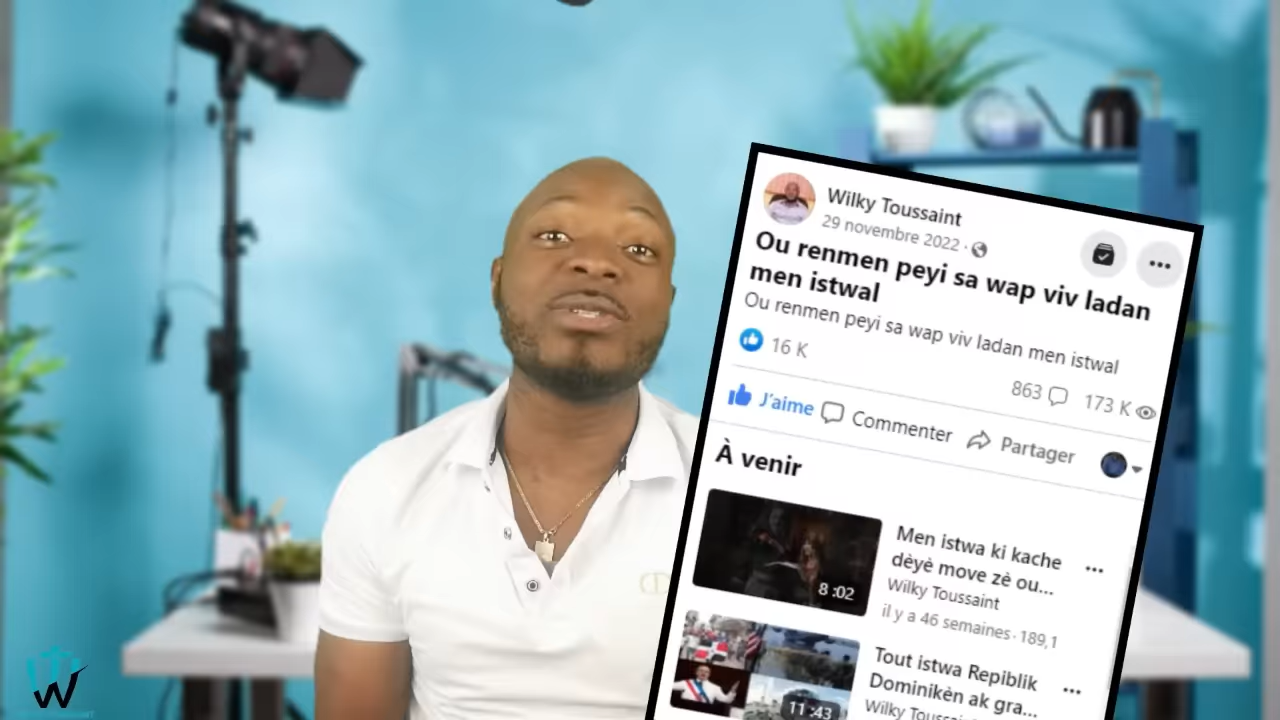 Wilky Toussaint
29 novembre 2022 ·
Ou renmen peyi sa wap viv ladan
men istwal
Ou renmen peyi sa wap viv ladan men istwal
16 K
863
173 K
J'aime
Commenter
Partager
À venir
8:02
Men istwa ki kache
dèyè move zè ou...
Wilky Toussaint
il y a 46 semaines · 189,1
11:43
Tout istwa Repiblik
Dominikèn ak gra...
Wilky Toussaint
W